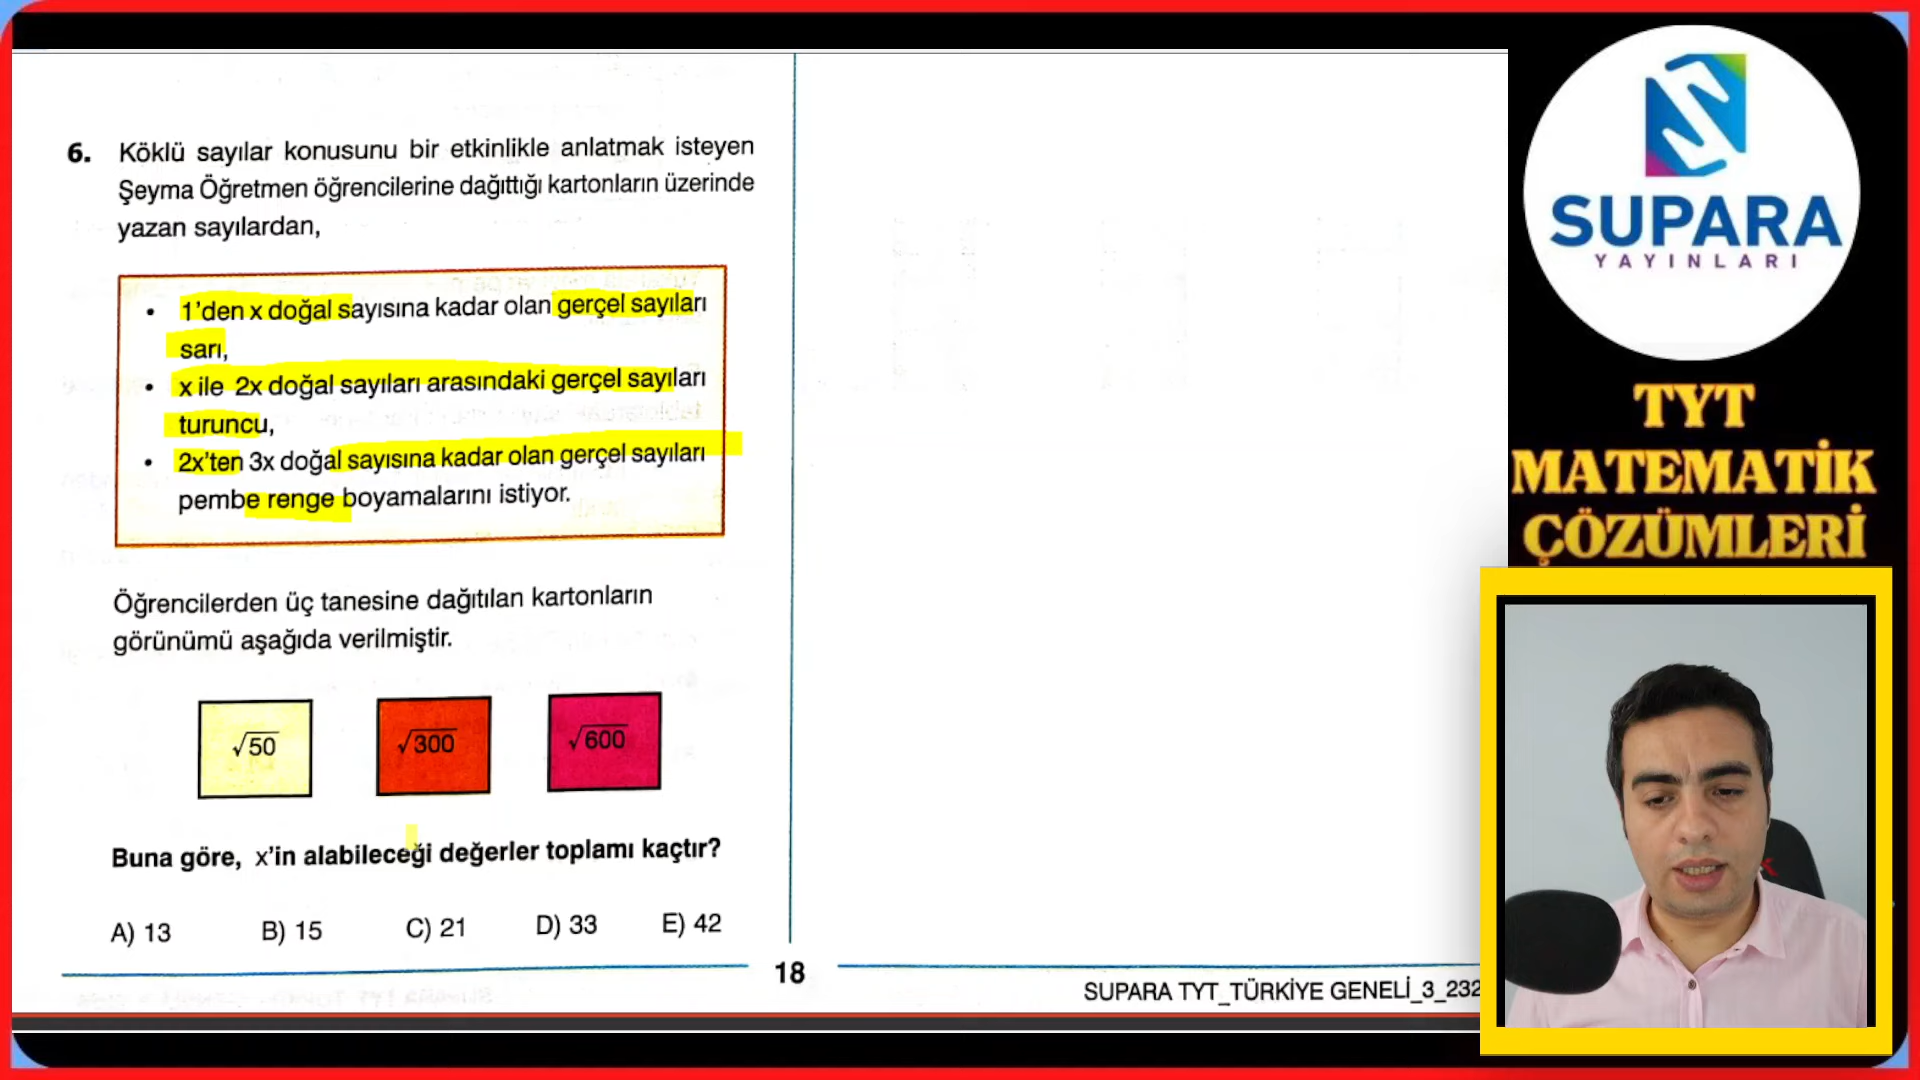 6. Köklü sayılar konusunu bir etkinlikle anlatmak isteyen
Şeyma Öğretmen öğrencilerine dağıttığı kartonların üzerinde
yazan sayılardan,
• 1'den x doğal sayısına kadar olan gerçel sayıları
sarı,
• x ile 2x doğal sayıları arasındaki gerçel sayıları
turuncu,
• 2x'ten 3x doğal sayısına kadar olan gerçel sayıları
pembe renge boyamalarını istiyor.
Öğrencilerden üç tanesine dağıtılan kartonların
görünümü aşağıda verilmiştir.
√50 √300 √600
Buna göre, x'in alabileceği değerler toplamı kaçtır?
A) 13 B) 15 C) 21 D) 33 E) 42
18
SUPARA TYT_TÜRKİYE GENELİ_3_232
SUPARA
YAYINLARI
TYT
MATEMATİK
ÇÖZÜMLERİ